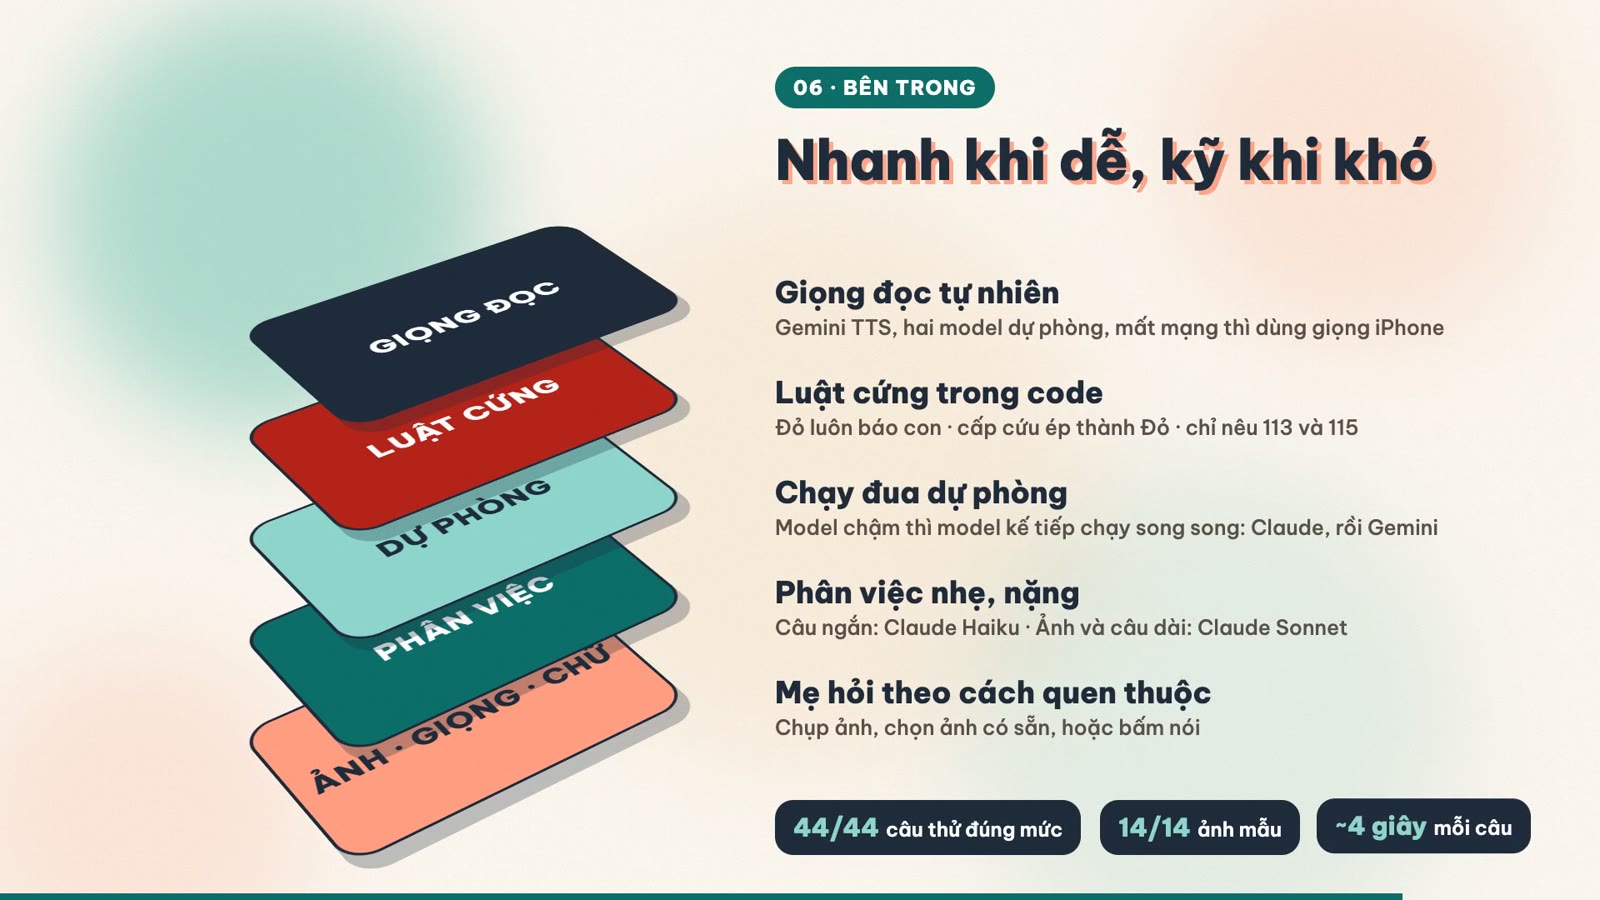 06 · BÊN TRONG
Nhanh khi dễ, kỹ khi khó
GIỌNG ĐỌC
LUẬT CỨNG
DỰ PHÒNG
PHÂN VIỆC
ẢNH · GIỌNG · CHỮ
Giọng đọc tự nhiên
Gemini TTS, hai model dự phòng, mất mạng thì dùng giọng iPhone
Luật cứng trong code
Đỏ luôn báo con · cấp cứu ép thành Đỏ · chỉ nêu 113 và 115
Chạy đua dự phòng
Model chậm thì model kế tiếp chạy song song: Claude, rồi Gemini
Phân việc nhẹ, nặng
Câu ngắn: Claude Haiku · Ảnh và câu dài: Claude Sonnet
Mẹ hỏi theo cách quen thuộc
Chụp ảnh, chọn ảnh có sẵn, hoặc bấm nói
44/44 câu thử đúng mức
14/14 ảnh mẫu
~4 giây mỗi câu